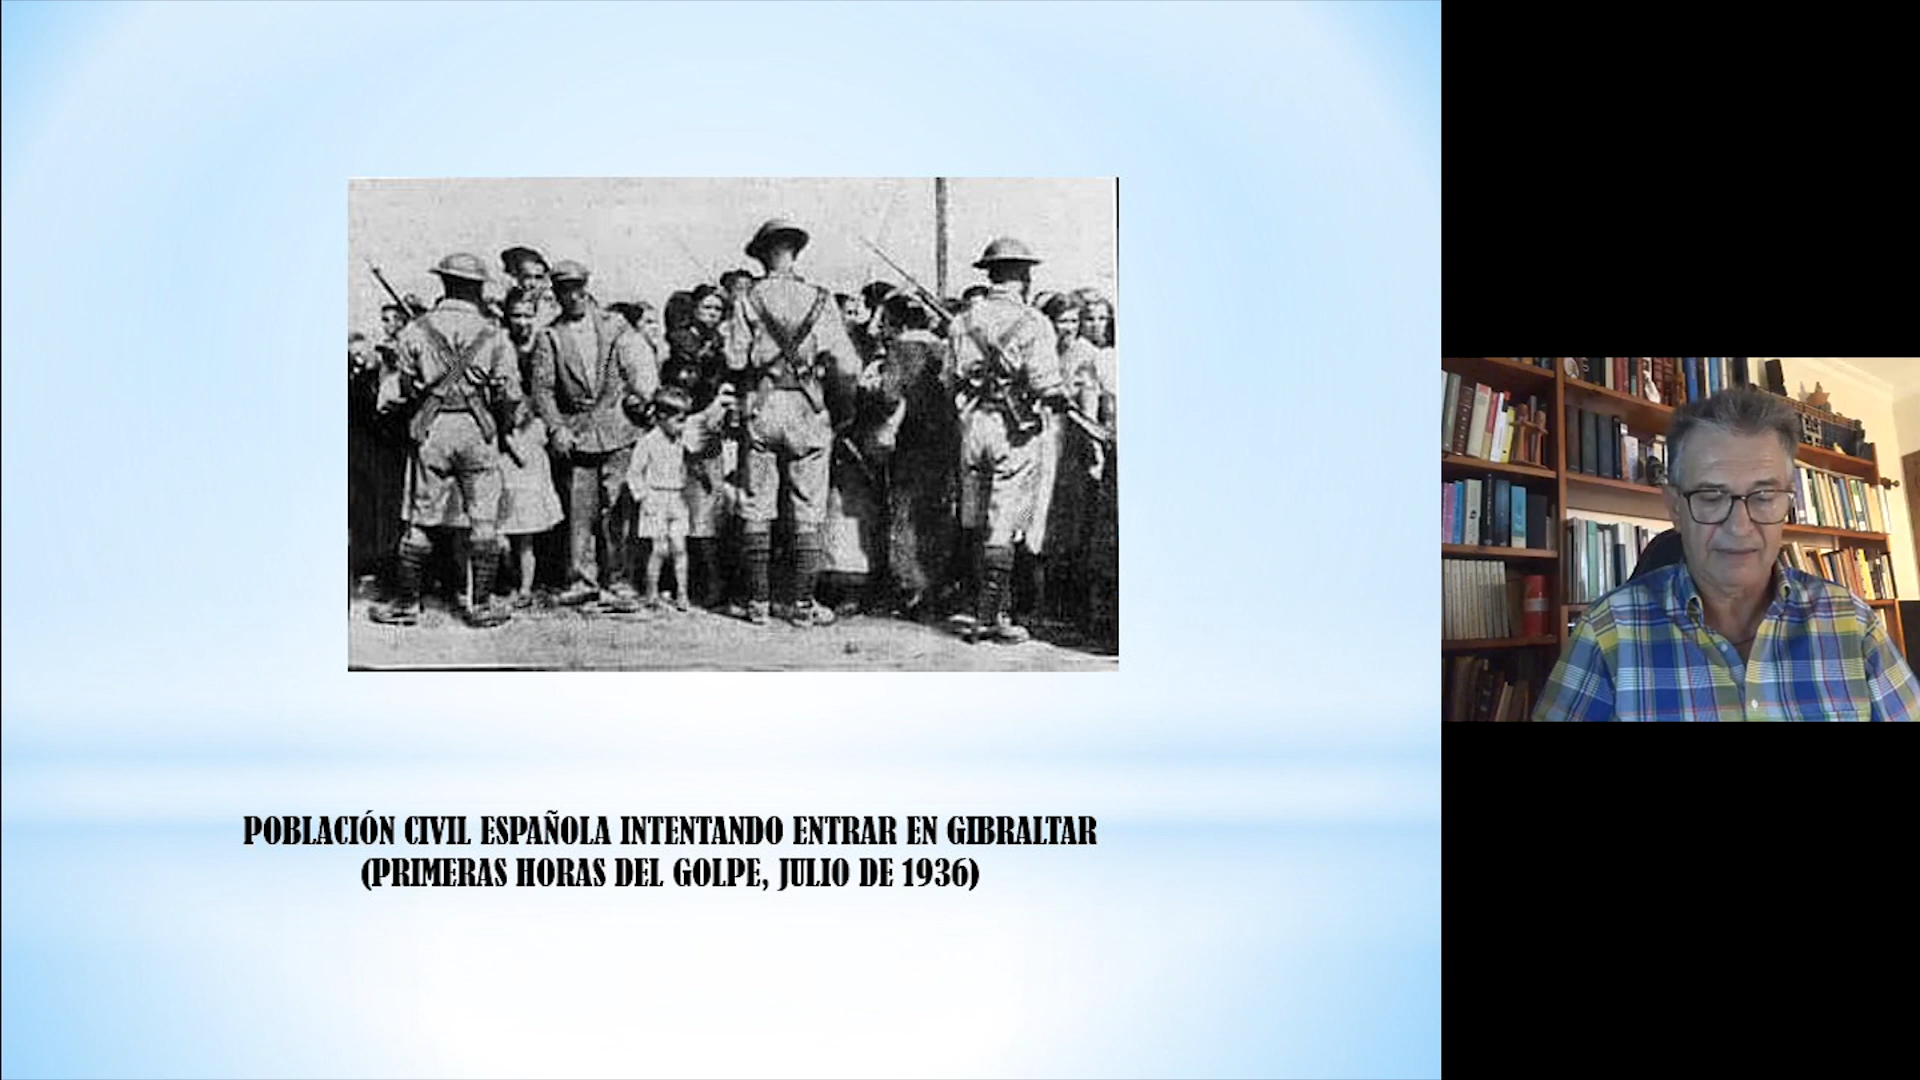 POBLACIÓN CIVIL ESPAÑOLA INTENTANDO ENTRAR EN GIBRALTAR
(PRIMERAS HORAS DEL GOLPE, JULIO DE 1936)